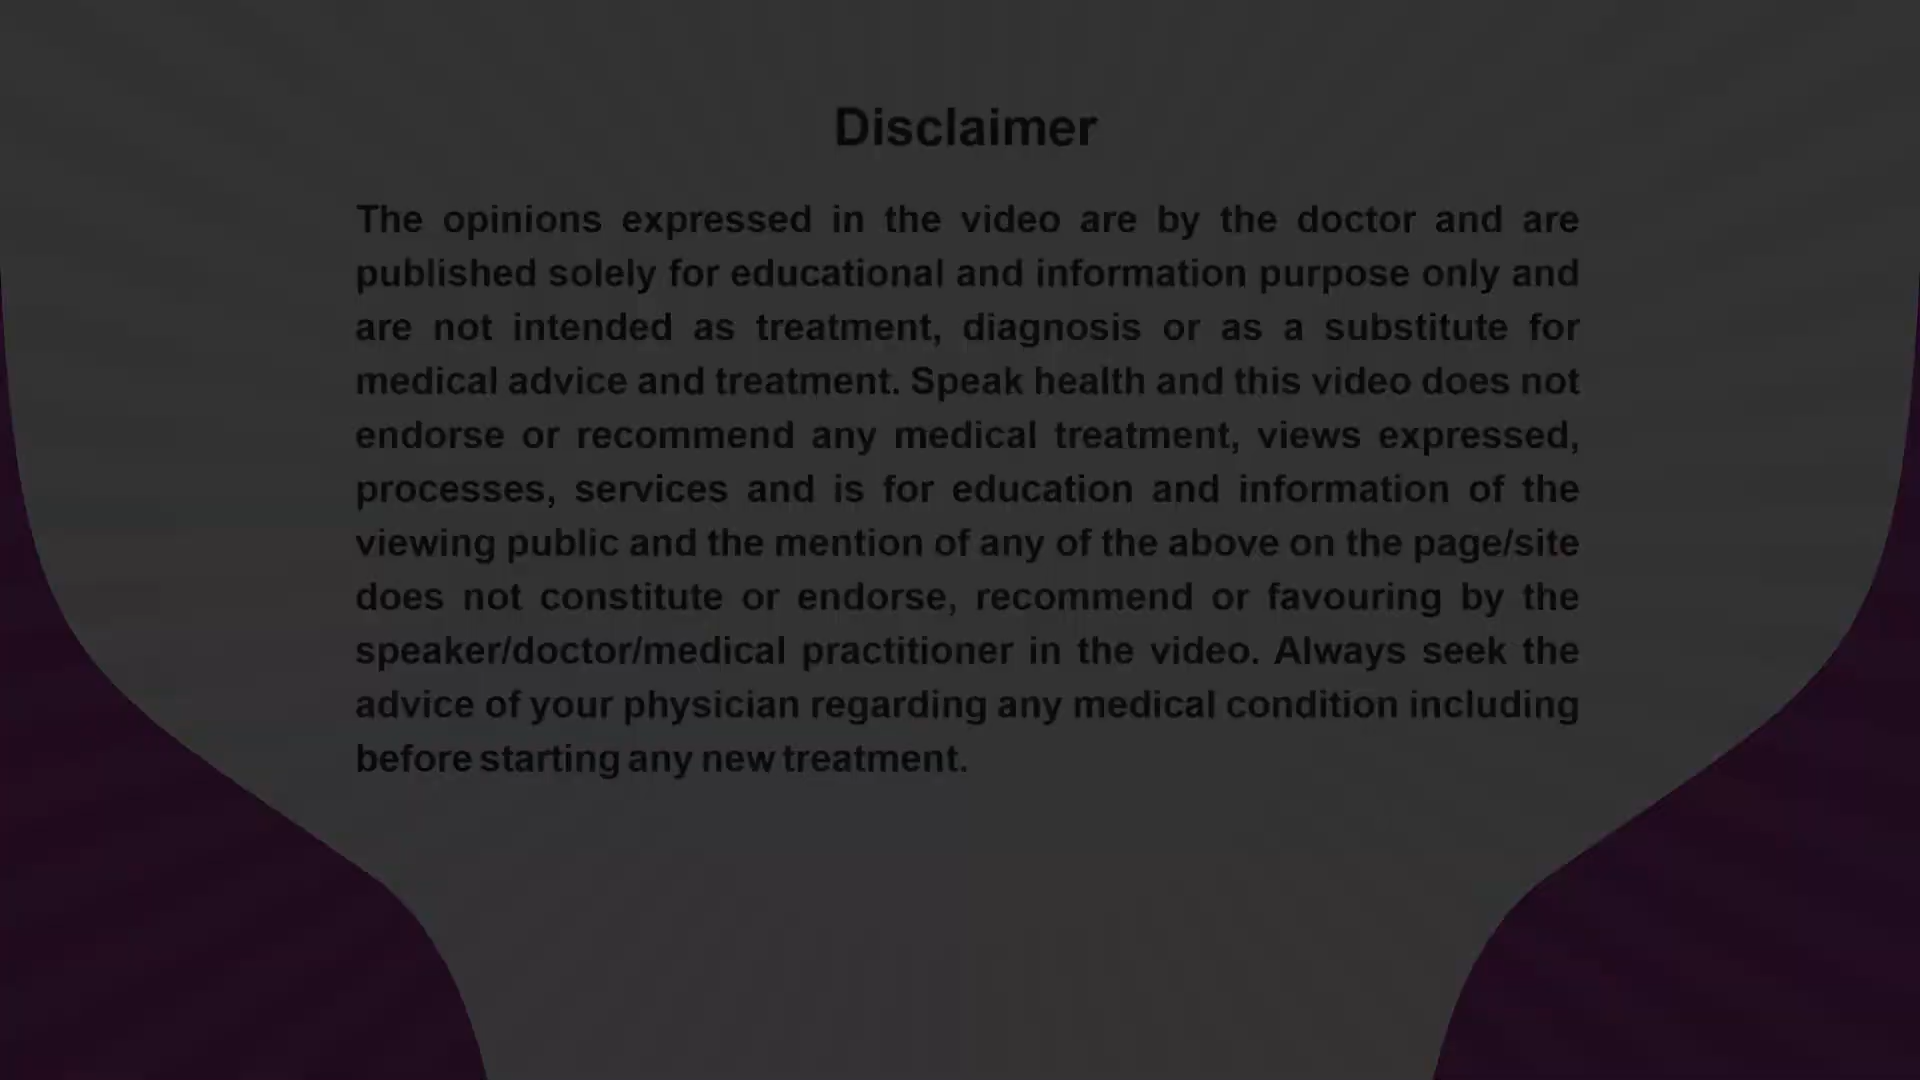 Disclaimer
The opinions expressed in the video are by the doctor and are
published solely for educational and information purpose only and
are not intended as treatment, diagnosis or as a substitute for
medical advice and treatment. Speak health and this video does not
endorse or recommend any medical treatment, views expressed,
processes, services and is for education and information of the
viewing public and the mention of any of the above on the page/site
does not constitute or endorse, recommend or favouring by the
speaker/doctor/medical practitioner in the video. Always seek the
advice of your physician regarding any medical condition including
before starting any new treatment.